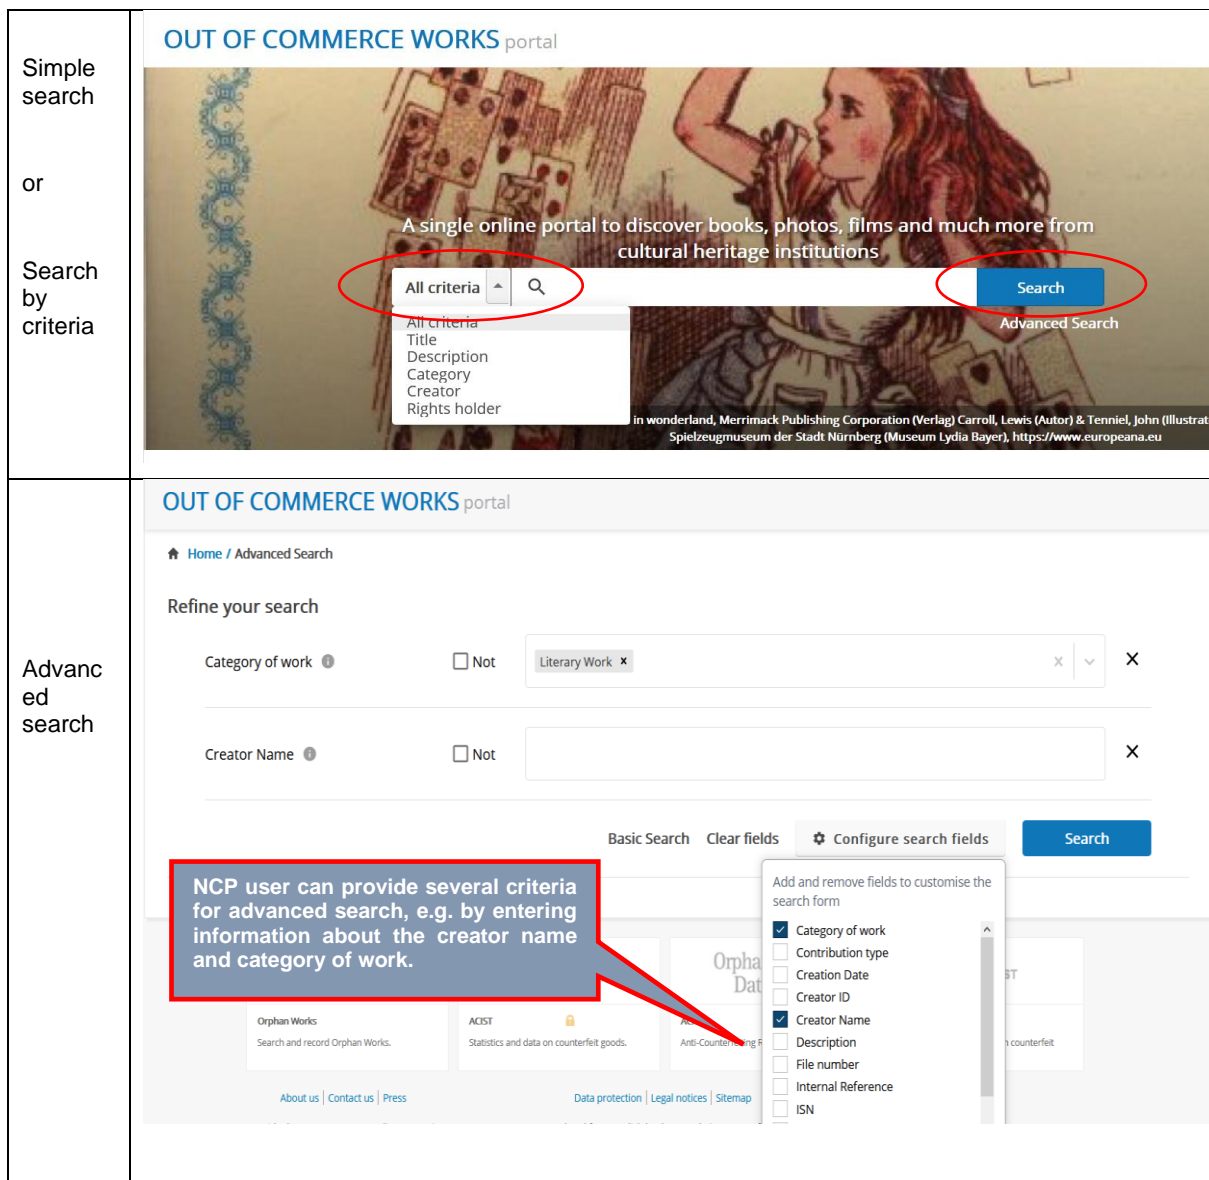 Simple
search
or
Search
by
criteria
OUT OF COMMERCE WORKS portal
A single online portal to discover books, photos, films and much more from
cultural heritage institutions
All criteria
Search
Advanced Search
All criteria
Title
Description
Category
Creator
Rights holder
in wonderland, Merrimack Publishing Corporation (Verlag) Carroll, Lewis (Autor) & Tenniel, John (Illustrat
Spielzeugmuseum der Stadt Nürnberg (Museum Lydia Bayer), https://www.europeana.eu
Advanc
ed
search
OUT OF COMMERCE WORKS portal
Home / Advanced Search
Refine your search
Category of work
Not
Literary Work x
Creator Name
Not
Basic Search Clear fields Configure search fields Search
NCP user can provide several criteria
for advanced search, e.g. by entering
information about the creator name
and category of work.
Add and remove fields to customise the
search form
Category of work
Contribution type
Creation Date
Creator ID
Creator Name
Description
File number
Internal Reference
ISN
Orpha
Dat
ST
Orphan Works
Search and record Orphan Works.
ACIST
Statistics and data on counterfeit goods.
Anti-Counterfeiting R
counterfeit
About us | Contact us | Press
Data protection | Legal notices | Sitemap